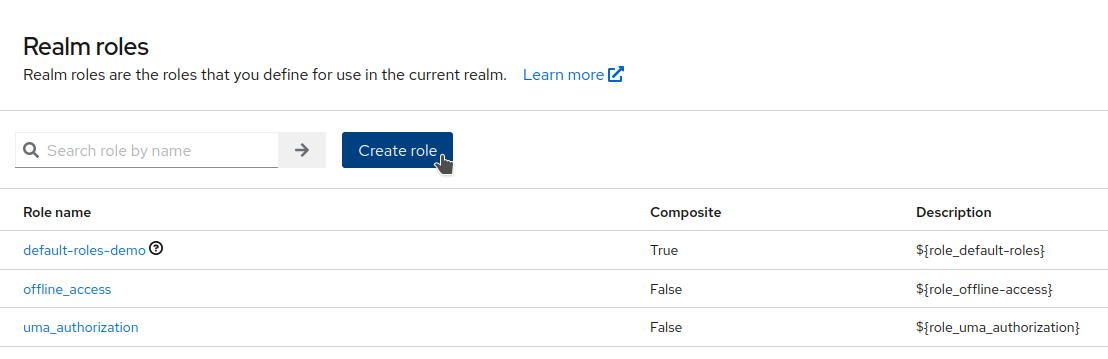 Realm roles
Realm roles are the roles that you define for use in the current realm. Learn more
Search role by name Create role
Role name Composite Description
default-roles-demo True ${role_default-roles}
offline_access False ${role_offline-access}
uma_authorization False ${role_uma_authorization}